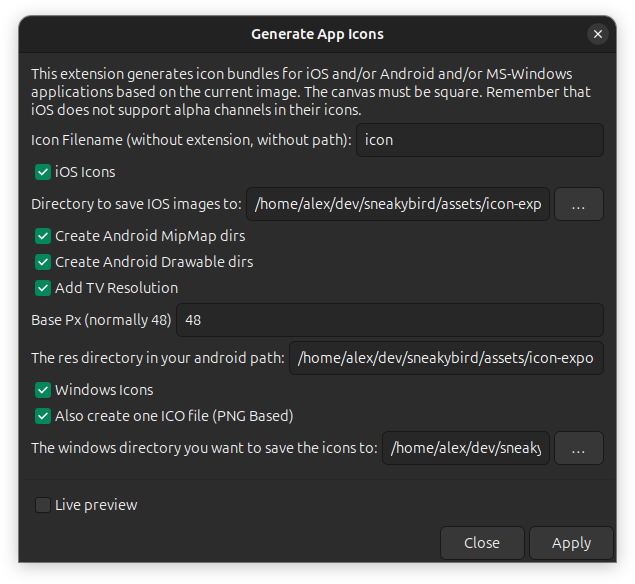 Generate App Icons
This extension generates icon bundles for iOS and/or Android and/or MS-Windows
applications based on the current image. The canvas must be square. Remember that
iOS does not support alpha channels in their icons.
Icon Filename (without extension, without path): icon
iOS Icons
Directory to save IOS images to: /home/alex/dev/sneakybird/assets/icon-exp ...
Create Android MipMap dirs
Create Android Drawable dirs
Add TV Resolution
Base Px (normally 48) 48
The res directory in your android path: /home/alex/dev/sneakybird/assets/icon-expo
Windows Icons
Also create one ICO file (PNG Based)
The windows directory you want to save the icons to: /home/alex/dev/sneaky ...
Live preview
Close Apply